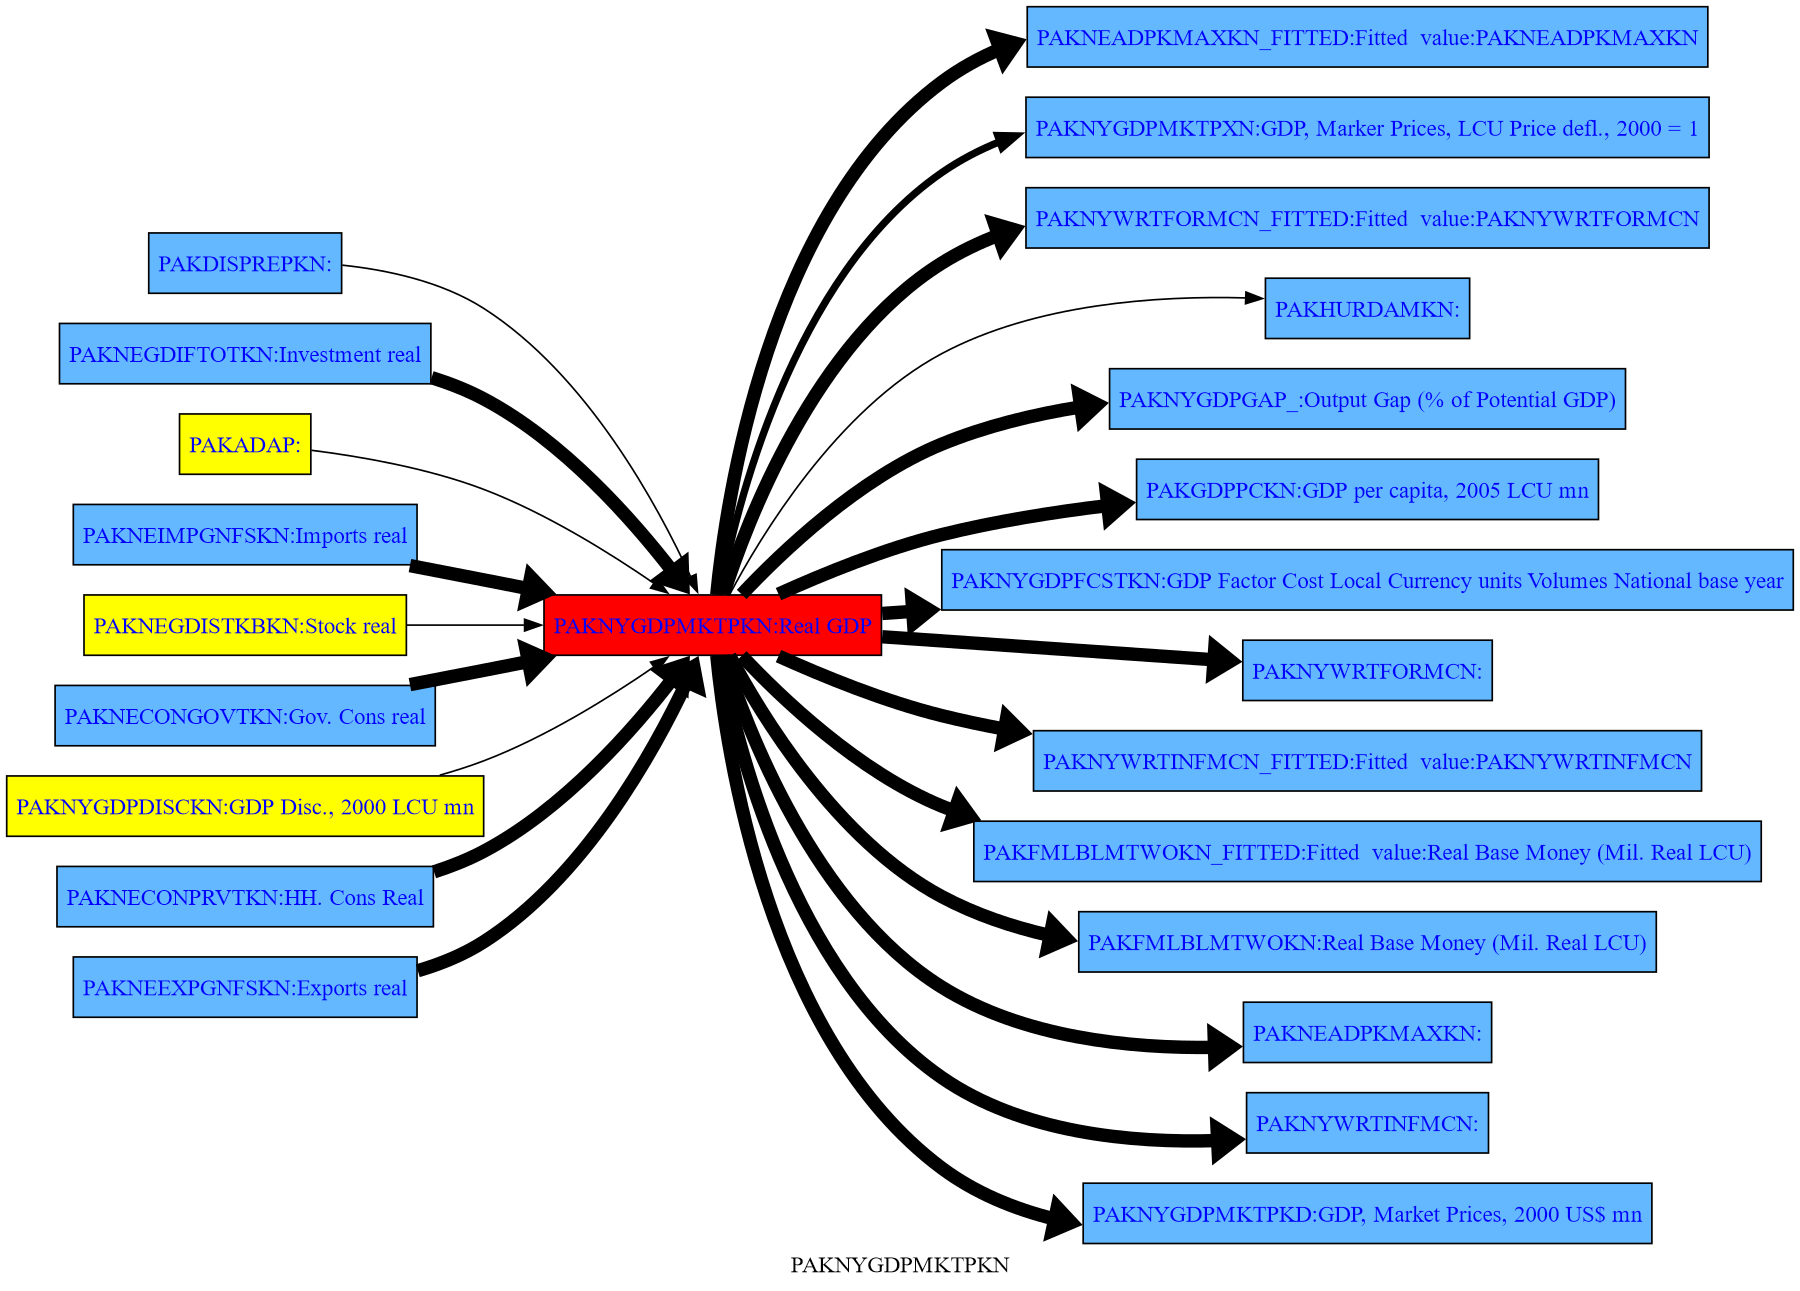 PAKDISPREPKN:
PAKNEGDIFTOTKN:Investment real
PAKADAP:
PAKNEIMPGNFSKN:Imports real
PAKNEGDISTKBKN:Stock real
PAKNECONGOVTKN:Gov. Cons real
PAKNYGDPDISCKN:GDP Disc., 2000 LCU mn
PAKNECONPRVTKN:HH. Cons Real
PAKNEEXPGNFSKN:Exports real
PAKNYGDPMKTPKN:Real GDP
PAKNEADPKMAXKN_FITTED:Fitted  value:PAKNEADPKMAXKN
PAKNYGDPMKTPXN:GDP, Marker Prices, LCU Price defl., 2000 = 1
PAKNYWRTFORMCN_FITTED:Fitted  value:PAKNYWRTFORMCN
PAKHURDAMKN:
PAKNYGDPGAP_:Output Gap (% of Potential GDP)
PAKGDPPCKN:GDP per capita, 2005 LCU mn
PAKNYGDPFCSTKN:GDP Factor Cost Local Currency units Volumes National base year
PAKNYWRTFORMCN:
PAKNYWRTINFMCN_FITTED:Fitted  value:PAKNYWRTINFMCN
PAKFMLBLMTWOKN_FITTED:Fitted  value:Real Base Money (Mil. Real LCU)
PAKFMLBLMTWOKN:Real Base Money (Mil. Real LCU)
PAKNEADPKMAXKN:
PAKNYWRTINFMCN:
PAKNYGDPMKTPKD:GDP, Market Prices, 2000 US$ mn
PAKNYGDPMKTPKN